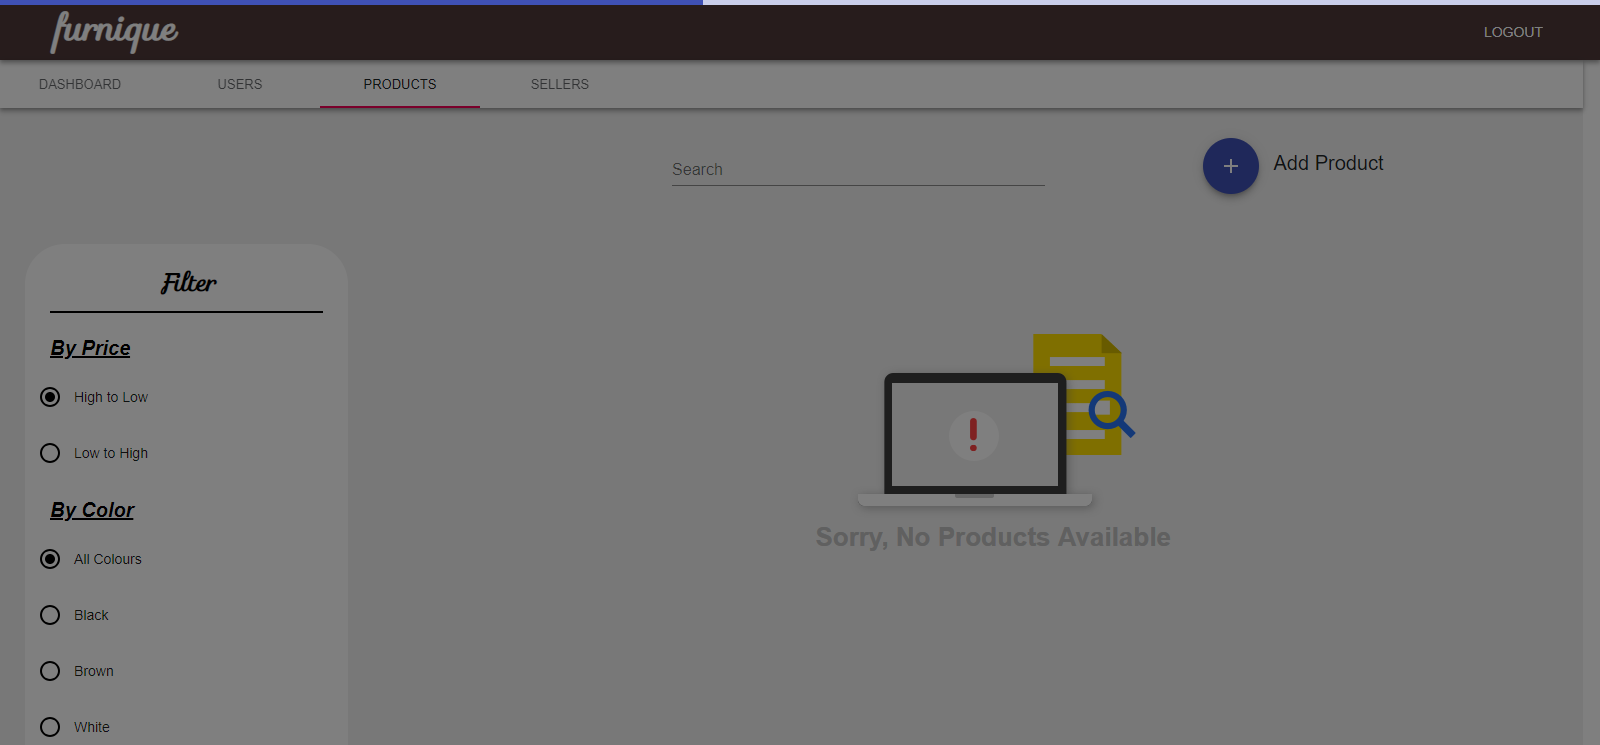 furnique
LOGOUT
DASHBOARD
USERS
PRODUCTS
SELLERS
Search
Add Product
Filter
By Price
High to Low
Low to High
By Color
All Colours
Black
Brown
White
Sorry, No Products Available